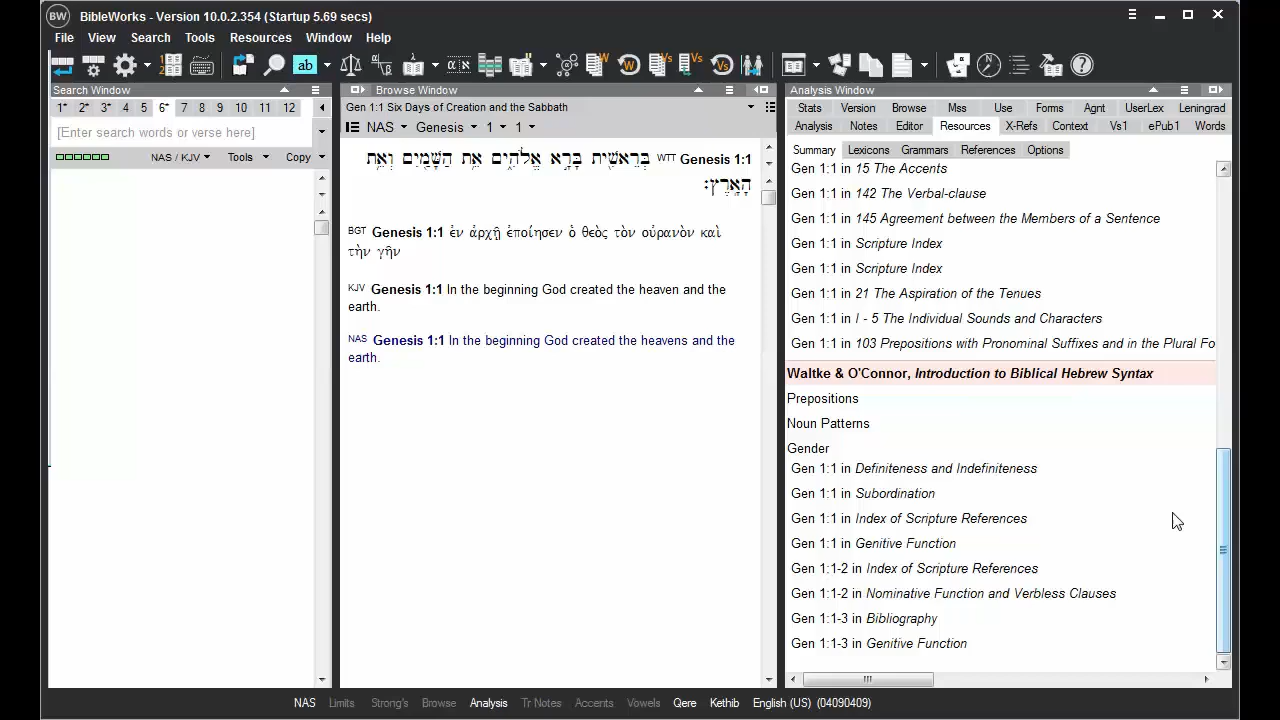 BW BibleWorks - Version 10.0.2.354 (Startup 5.69 secs)
File View Search Tools Resources Window Help
Search Window
1* 2* 3* 4 5 6* 7 8 9 10 11 12
[Enter search words or verse here]
NAS / KJV Tools Copy
Browse Window
Gen 1:1 Six Days of Creation and the Sabbath
NAS Genesis 1 1
WTT Genesis 1:1 בְּרֵאשִׁ֖ית בָּרָ֣א אֱלֹהִ֑ים אֵ֥ת הַשָּׁמַ֖יִם וְאֵ֥ת
הָאָֽרֶץ׃
BGT Genesis 1:1 ἐν ἀρχῇ ἐποίησεν ὁ θεὸς τὸν οὐρανὸν καὶ
τὴν γῆν
KJV Genesis 1:1 In the beginning God created the heaven and the
earth.
NAS Genesis 1:1 In the beginning God created the heavens and the
earth.
Analysis Window
Stats Version Browse Mss Use Forms Agnt UserLex Leningrad
Analysis Notes Editor Resources X-Refs Context Vs1 ePub1 Words
Summary Lexicons Grammars References Options
Gen 1:1 in 15 The Accents
Gen 1:1 in 142 The Verbal-clause
Gen 1:1 in 145 Agreement between the Members of a Sentence
Gen 1:1 in Scripture Index
Gen 1:1 in Scripture Index
Gen 1:1 in 21 The Aspiration of the Tenues
Gen 1:1 in I - 5 The Individual Sounds and Characters
Gen 1:1 in 103 Prepositions with Pronominal Suffixes and in the Plural Fo
Waltke & O'Connor, Introduction to Biblical Hebrew Syntax
Prepositions
Noun Patterns
Gender
Gen 1:1 in Definiteness and Indefiniteness
Gen 1:1 in Subordination
Gen 1:1 in Index of Scripture References
Gen 1:1 in Genitive Function
Gen 1:1-2 in Index of Scripture References
Gen 1:1-2 in Nominative Function and Verbless Clauses
Gen 1:1-3 in Bibliography
Gen 1:1-3 in Genitive Function
NAS Limits Strong's Browse Analysis Tr Notes Accents Vowels Qere Kethib English (US) (04090409)